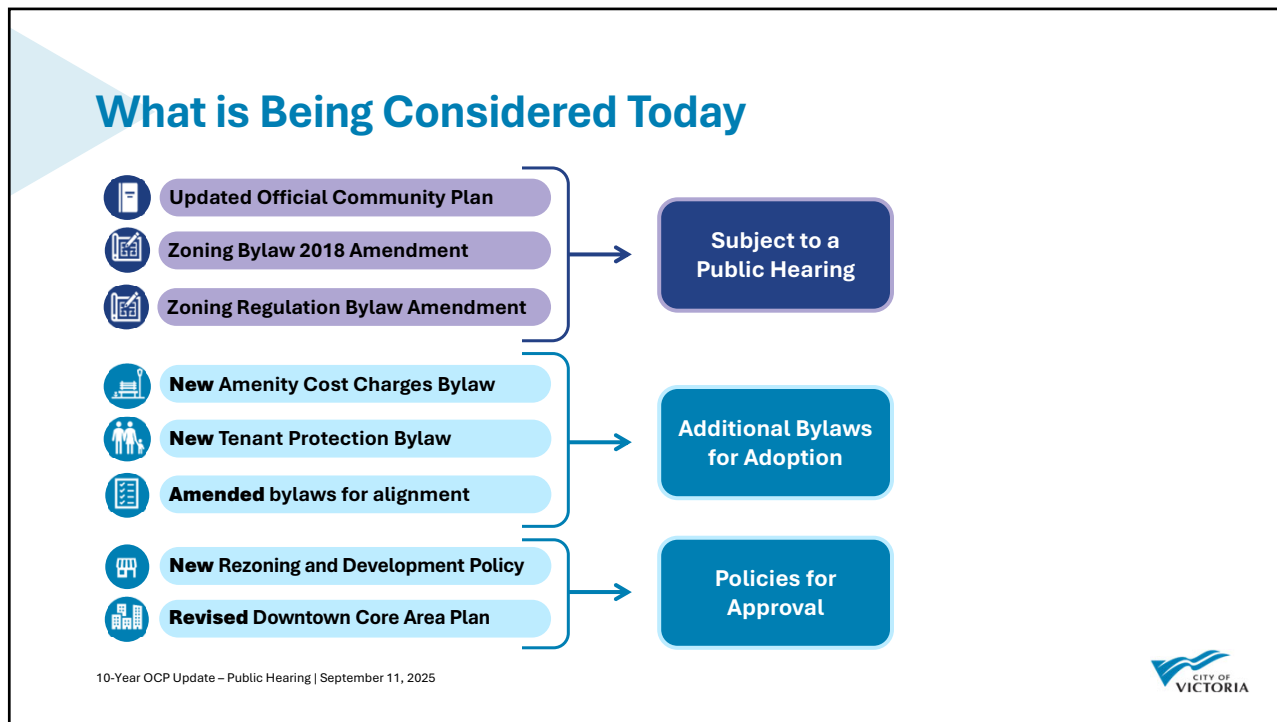 What is Being Considered Today
Updated Official Community Plan
Zoning Bylaw 2018 Amendment
Zoning Regulation Bylaw Amendment
Subject to a
Public Hearing
New Amenity Cost Charges Bylaw
New Tenant Protection Bylaw
Amended bylaws for alignment
Additional Bylaws
for Adoption
New Rezoning and Development Policy
Revised Downtown Core Area Plan
Policies for
Approval
10-Year OCP Update – Public Hearing | September 11, 2025
CITY OF
VICTORIA